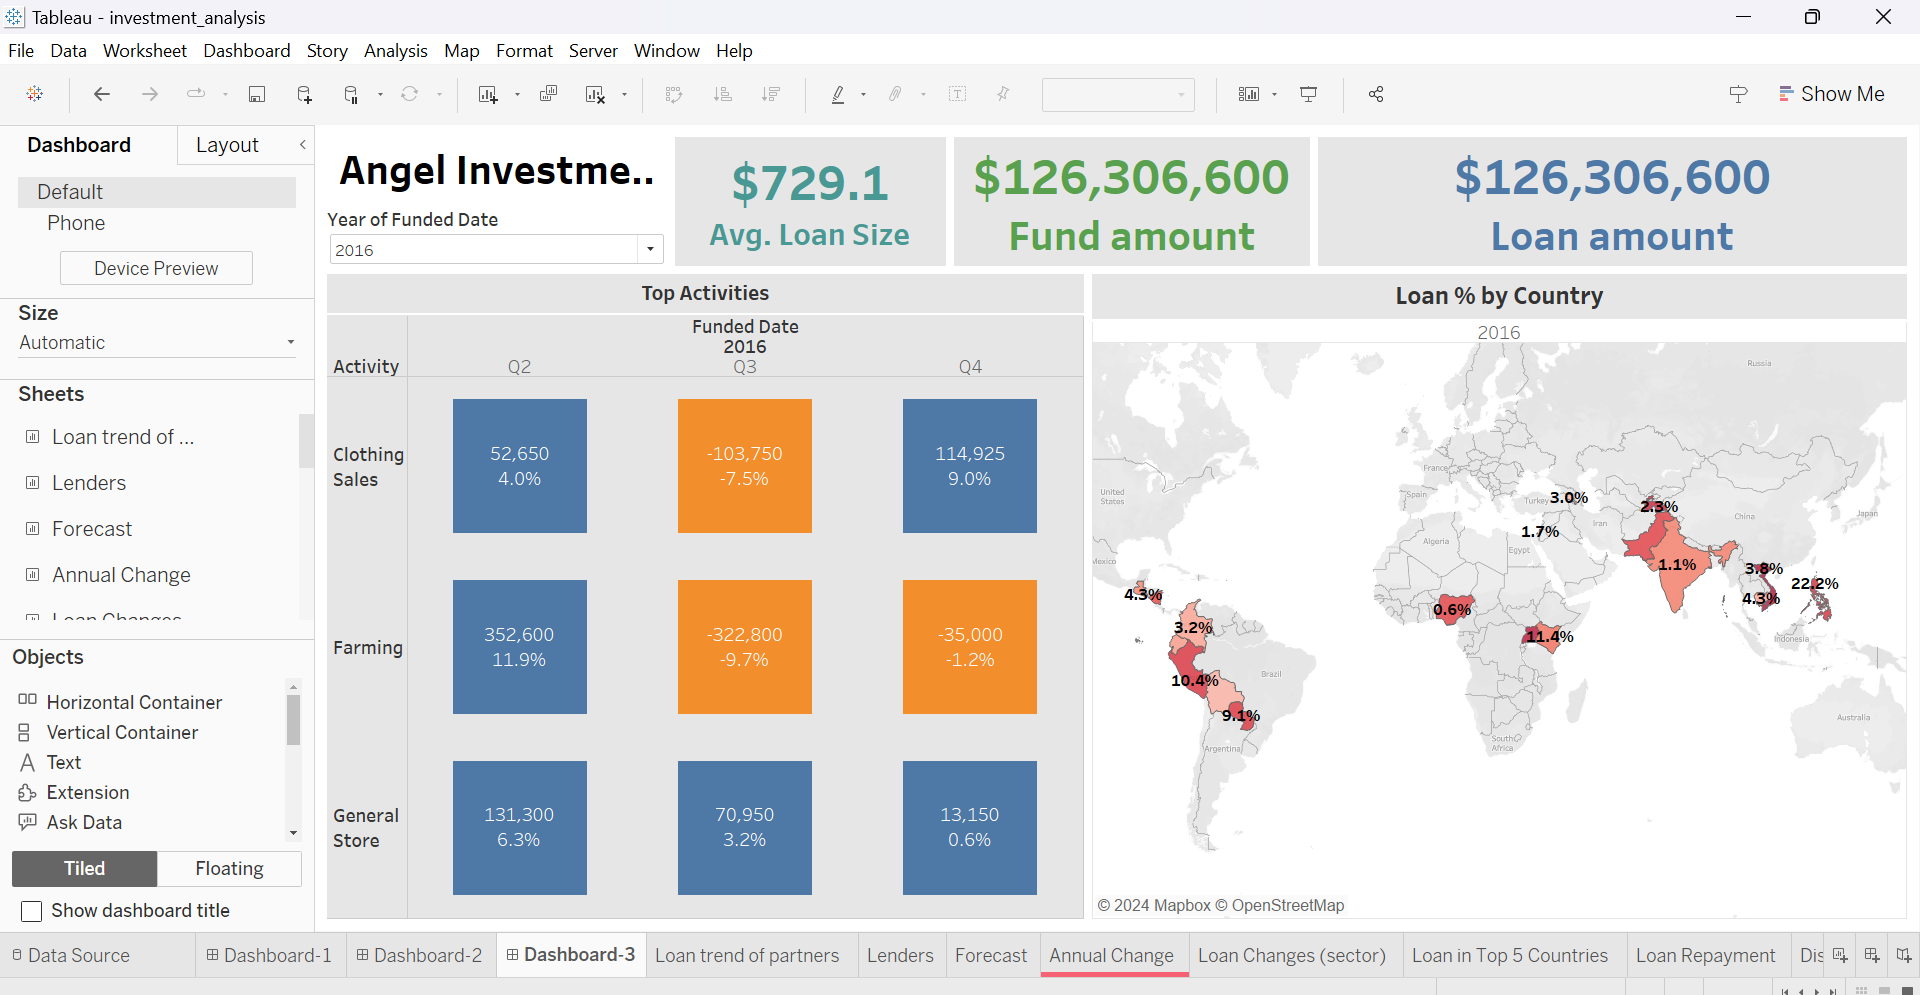 Tableau - investment_analysis
File Data Worksheet Dashboard Story Analysis Map Format Server Window Help
Show Me
Dashboard Layout
Default
Phone
Device Preview
Size
Automatic
Sheets
Loan trend of ...
Lenders
Forecast
Annual Change
Loan Changes
Objects
Horizontal Container
Vertical Container
Text
Extension
Ask Data
Tiled Floating
Show dashboard title
Angel Investme..
Year of Funded Date
2016
$729.1
Avg. Loan Size
$126,306,600
Fund amount
$126,306,600
Loan amount
Top Activities
Funded Date
2016
Activity Q2 Q3 Q4
Clothing
Sales
52,650
4.0%
-103,750
-7.5%
114,925
9.0%
Farming
352,600
11.9%
-322,800
-9.7%
-35,000
-1.2%
General
Store
131,300
6.3%
70,950
3.2%
13,150
0.6%
Loan % by Country
2016
Russia
France
United
States
Spain
Turkey
3.0%
2.3%
China
Japan
Iran
1.7%
Algeria
Egypt
Mexico
1.1%
3.8%
22.2%
4.3%
4.3%
0.6%
3.2%
11.4%
Indonesia
10.4%
Brazil
9.1%
Australia
South
Africa
Argentina
© 2024 Mapbox © OpenStreetMap
Data Source Dashboard-1 Dashboard-2 Dashboard-3 Loan trend of partners Lenders Forecast Annual Change Loan Changes (sector) Loan in Top 5 Countries Loan Repayment Dis